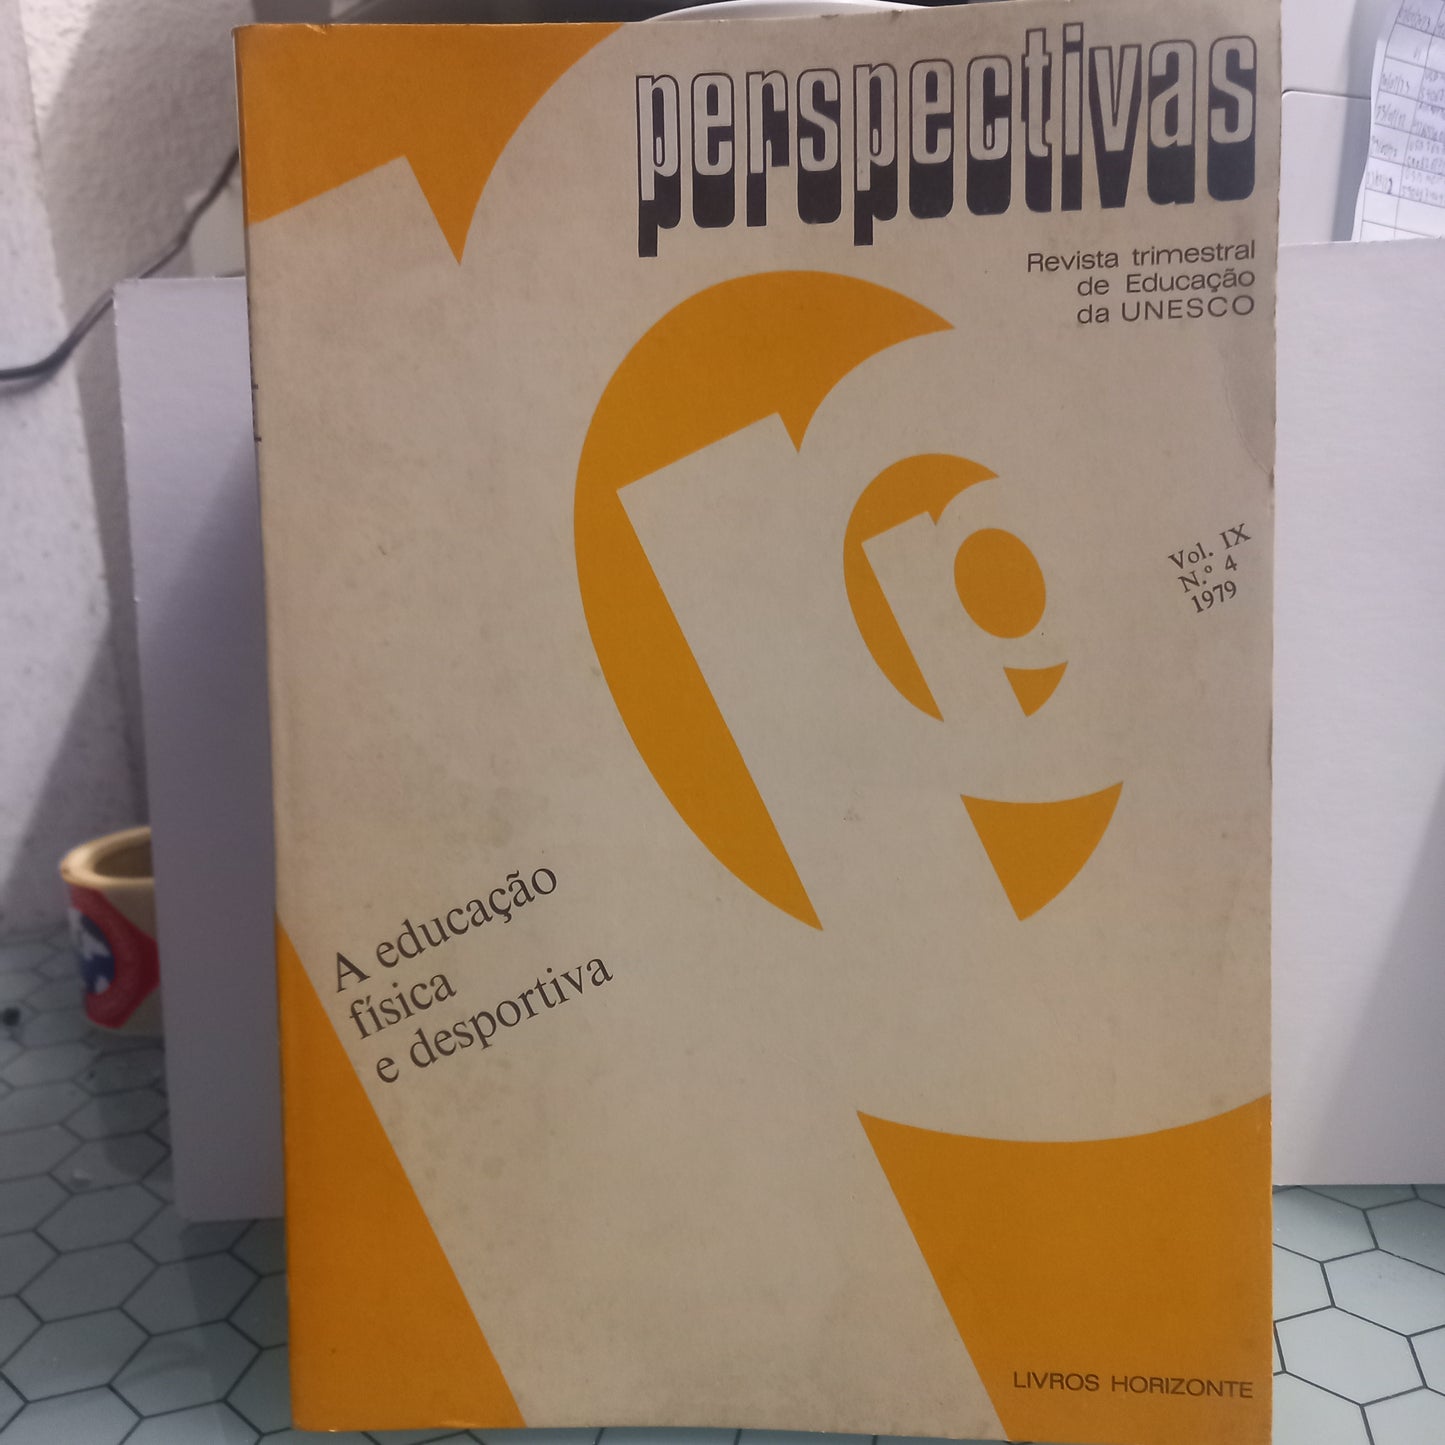 perspectivas
Revista trimestral
de Educação
da UNESCO
Vol. IX
N.º 4
1979
A educação
física
e desportiva
LIVROS HORIZONTE